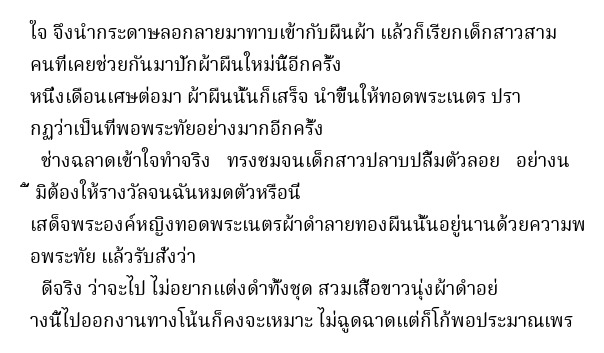 ใจ จึงนำกระดาษลอกลายมาทาบเข้ากับผืนผ้า แล้วก็เรียกเด็กสาวสาม
คนที่เคยช่วยกันมาปักผ้าผืนใหม่นี้อีกครั้ง
หนึ่งเดือนเศษต่อมา ผ้าผืนนั้นก็เสร็จ นำขึ้นให้ทอดพระเนตร ปรา
กฏว่าเป็นที่พอพระทัยอย่างมากอีกครั้ง
ช่างฉลาดเข้าใจทำจริง ทรงชมจนเด็กสาวปลาบปลื้มตัวลอย อย่างน
ี้ มิต้องให้รางวัลจนฉันหมดตัวหรือนี่
เสด็จพระองค์หญิงทอดพระเนตรผ้าดำลายทองผืนนั้นอยู่นานด้วยความพ
อพระทัย แล้วรับสั่งว่า
ดีจริง ว่าจะไป ไม่อยากแต่งดำทั้งชุด สวมเสื้อขาวนุ่งผ้าดำอย่
างนี้ไปออกงานทางโน้นก็คงจะเหมาะ ไม่ฉูดฉาดแต่ก็โก้พอประมาณเพร